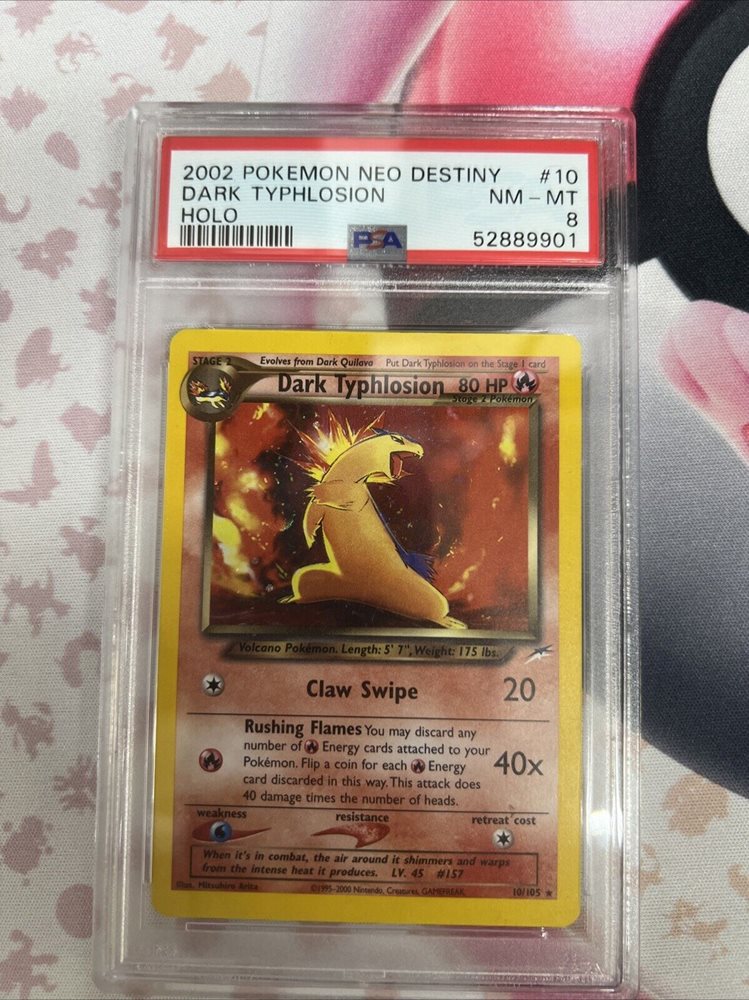 2002 POKEMON NEO DESTINY #10
DARK TYPHLOSION NM - MT
HOLO 8
PSA 52889901
STAGE 2 Evolves from Dark Quilava Put Dark Typhlosion on the Stage 1 card
Dark Typhlosion 80 HP
Stage 2 Pokémon
Volcano Pokémon. Length: 5' 7", Weight: 175 lbs.
Claw Swipe 20
Rushing Flames You may discard any
number of Energy cards attached to your
Pokémon. Flip a coin for each Energy
card discarded in this way. This attack does
40 damage times the number of heads.
40x
weakness resistance retreat cost
When it's in combat, the air around it shimmers and warps
from the intense heat it produces. LV. 45 #157
Illus. Mitsuhiro Arita ©1995-2000 Nintendo, Creatures, GAMEFREAK. 10/105 ★